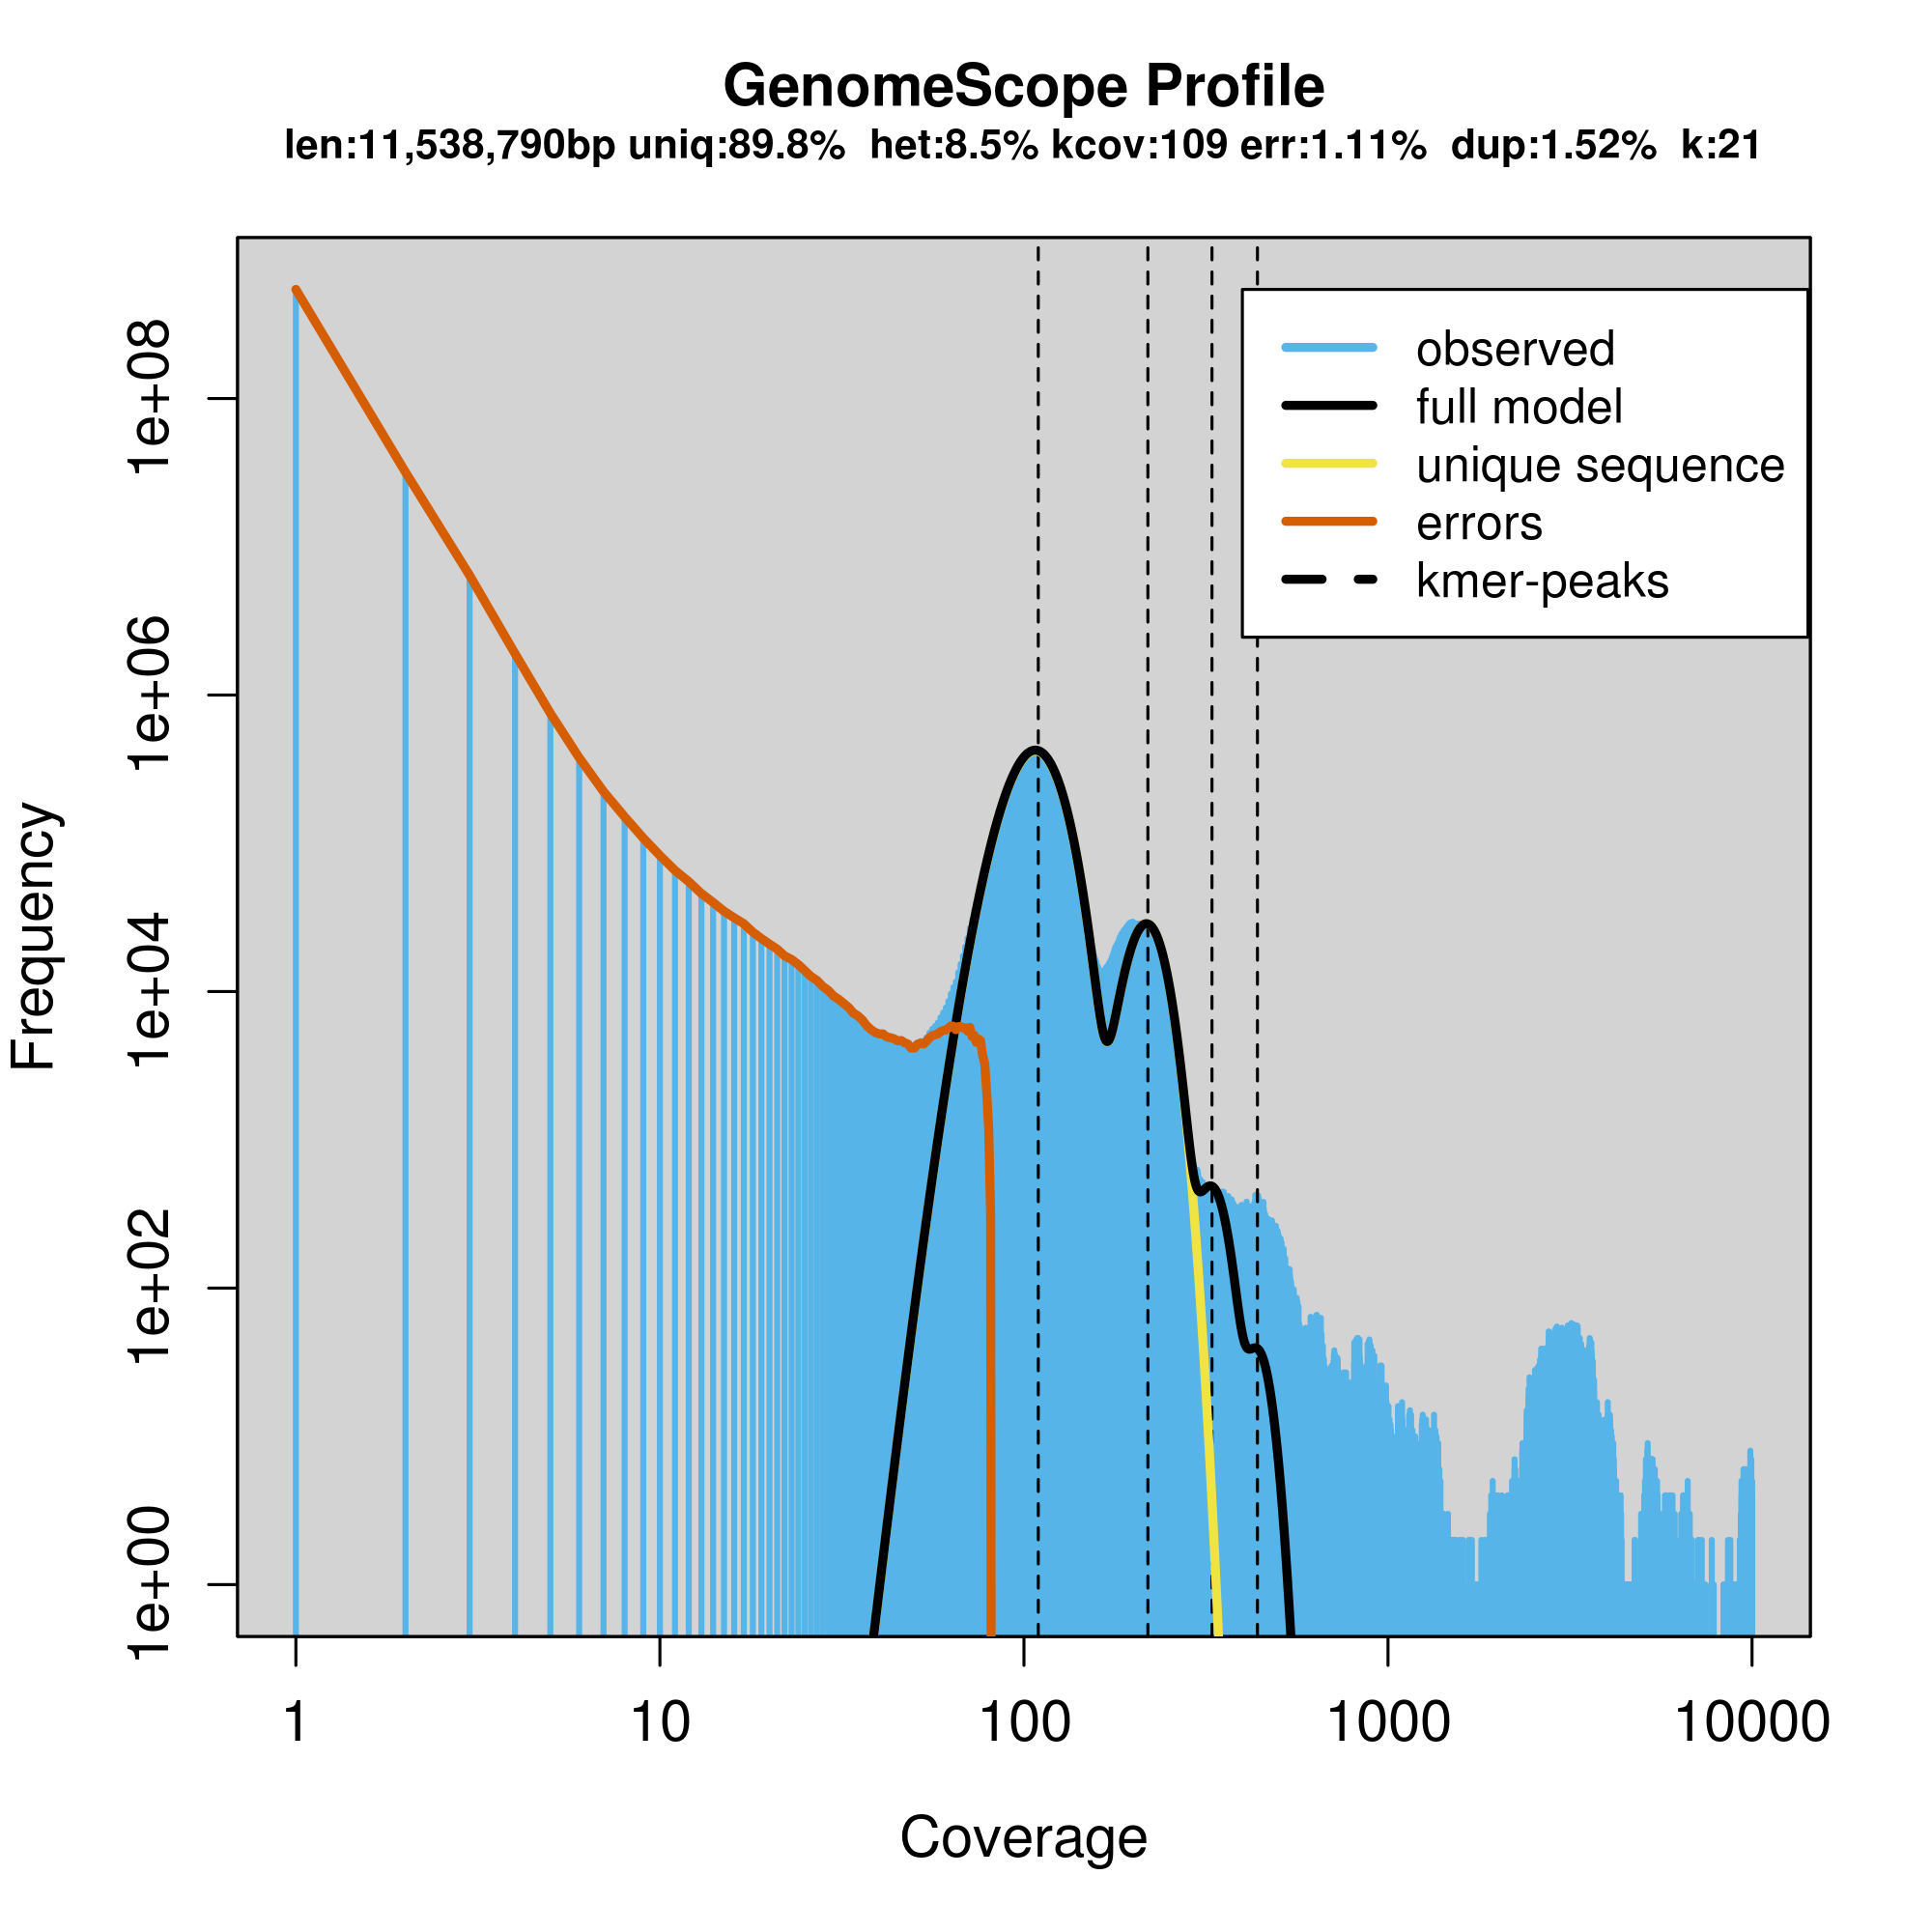 GenomeScope Profile
len:11,538,790bp uniq:89.8% het:8.5% kcov:109 err:1.11% dup:1.52% k:21
observed
full model
unique sequence
errors
kmer-peaks
Frequency
1e+08
1e+06
1e+04
1e+02
1e+00
1 10 100 1000 10000
Coverage